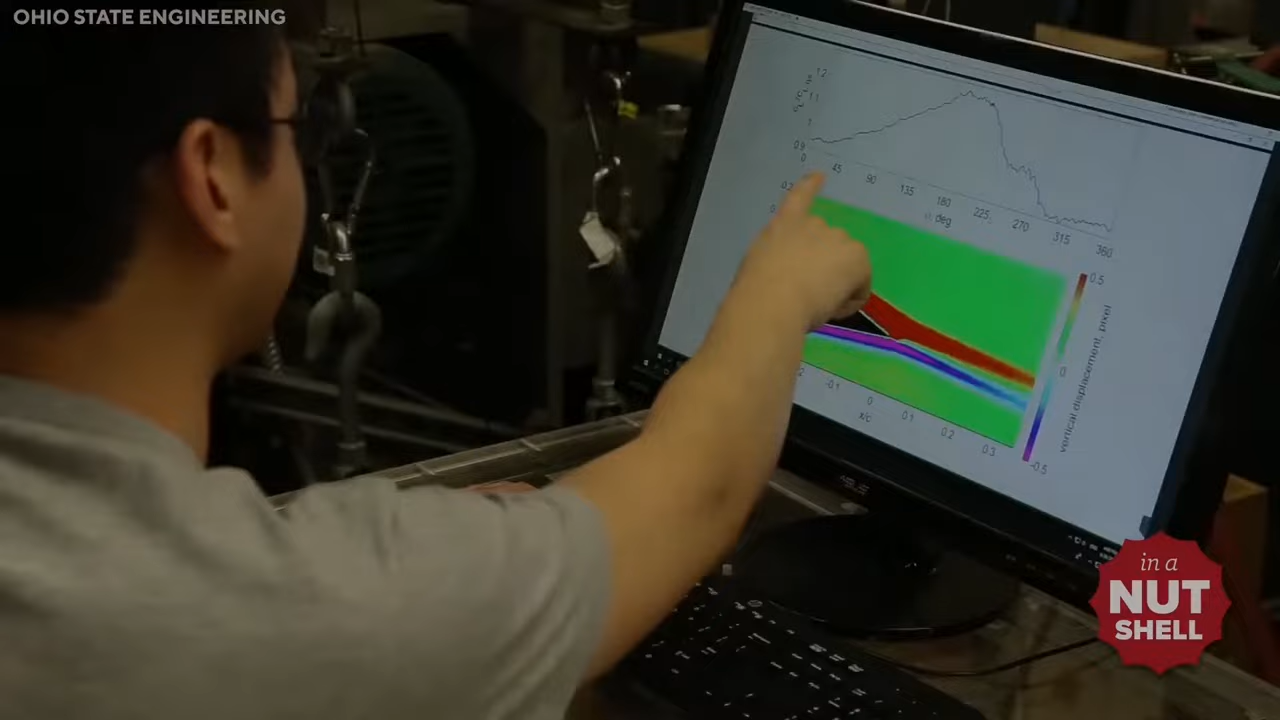 OHIO STATE ENGINEERING
1.2
1.1
1
0.9
0 45 90 135 180 225 270 315 360
deg
0.5
0
-0.5
vertical displacement, pixel
-0.1 0 0.1 0.2 0.3
x/c
ASUS
in a
NUT
SHELL